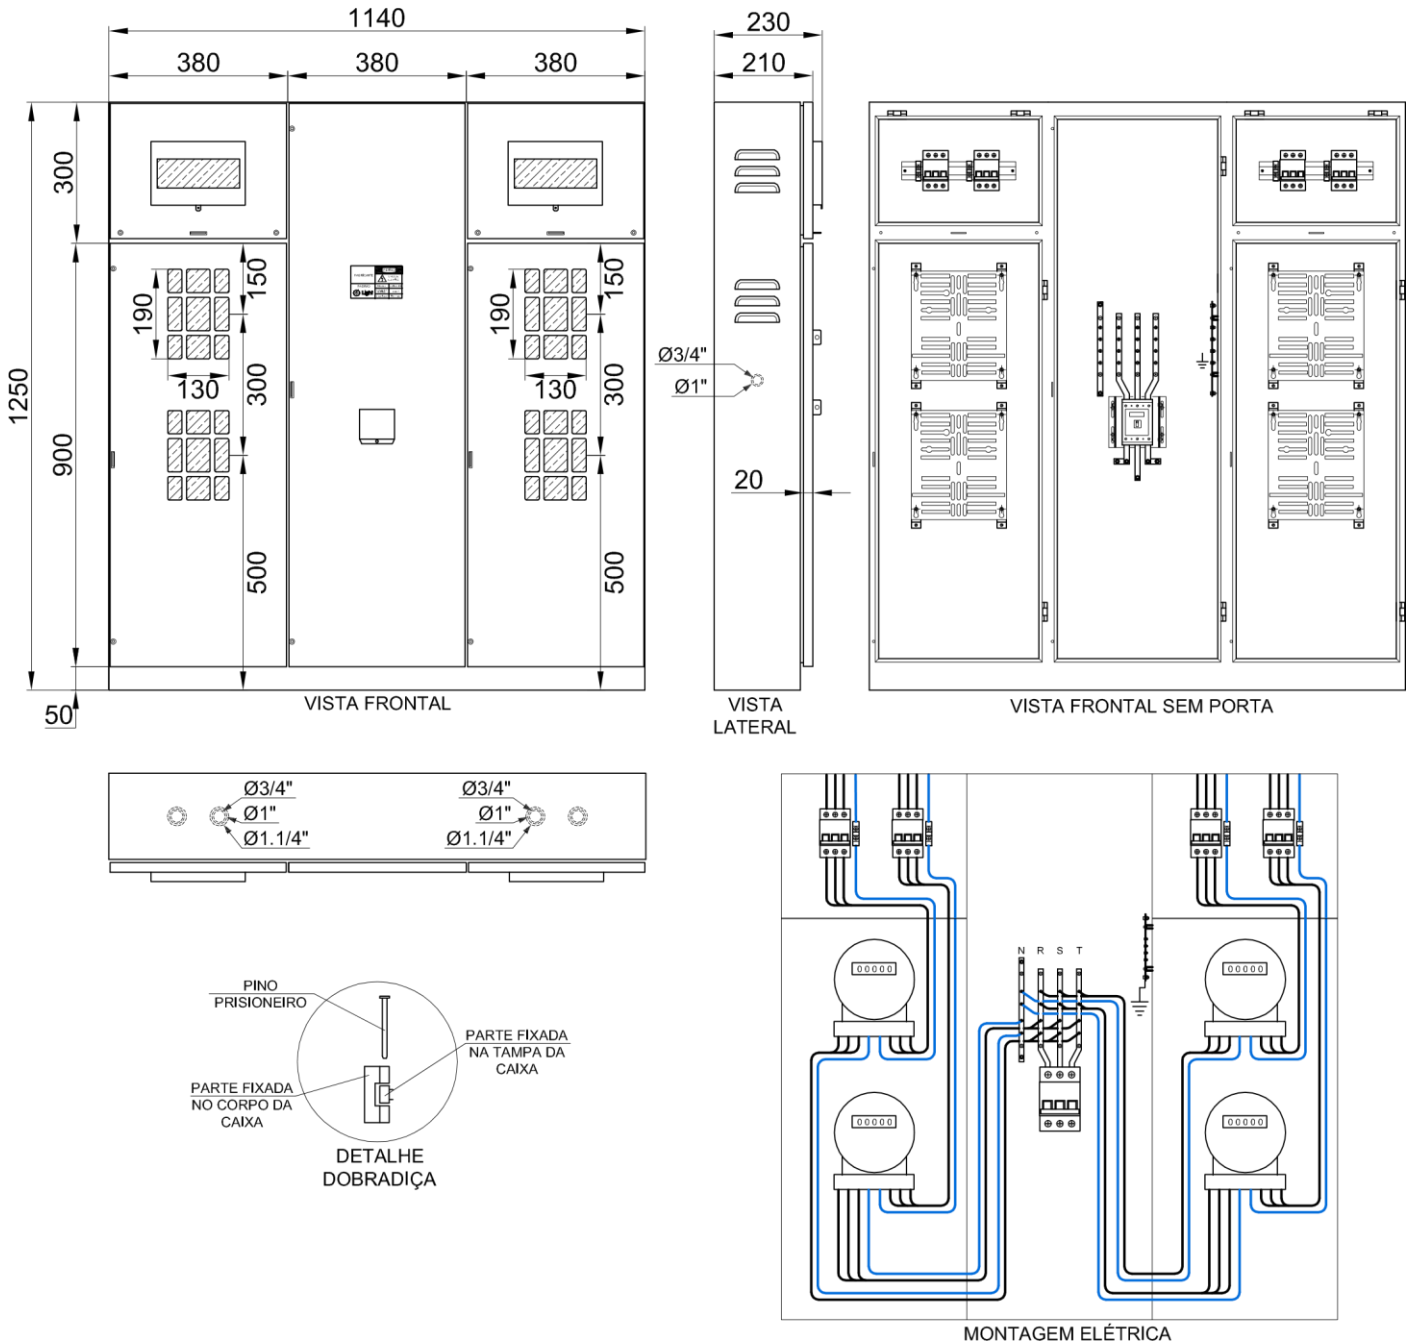 1140
380
380
380
300
190
150
190
150
130
300
130
300
1250
900
500
500
50
VISTA FRONTAL
Light
230
210
Ø3/4"
Ø1"
20
VISTA
LATERAL
VISTA FRONTAL SEM PORTA
Ø3/4"
Ø1"
Ø1.1/4"
Ø3/4"
Ø1"
Ø1.1/4"
PINO
PRISIONEIRO
PARTE FIXADA
NA TAMPA DA
CAIXA
PARTE FIXADA
NO CORPO DA
CAIXA
DETALHE
DOBRADIÇA
00000
00000
N R S T
00000
00000
MONTAGEM ELÉTRICA